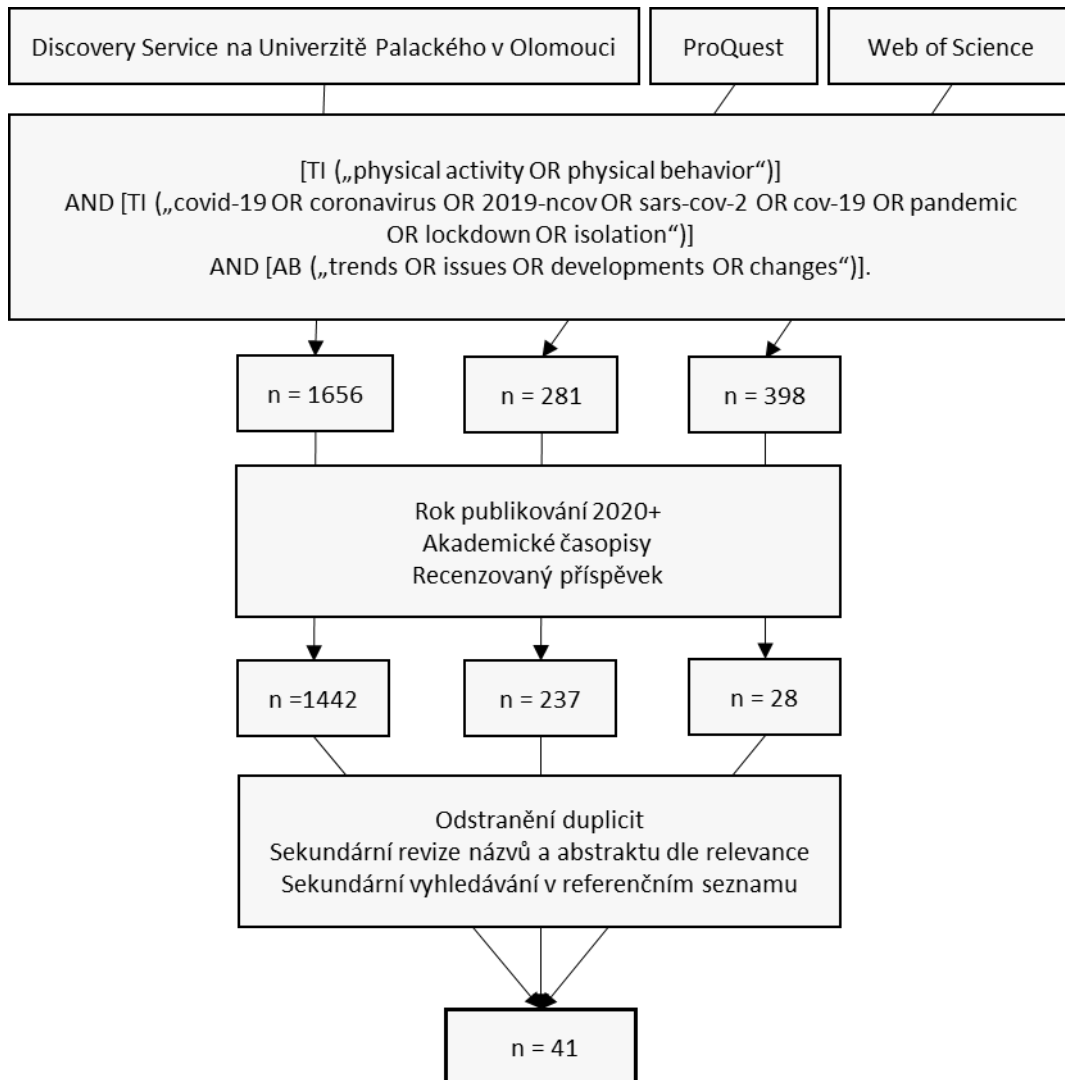 Discovery Service na Univerzitě Palackého v Olomouci
ProQuest
Web of Science
[TI („physical activity OR physical behavior“)]
AND [TI („covid-19 OR coronavirus OR 2019-ncov OR sars-cov-2 OR cov-19 OR pandemic
OR lockdown OR isolation“)]
AND [AB („trends OR issues OR developments OR changes“)].
n = 1656
n = 281
n = 398
Rok publikování 2020+
Akademické časopisy
Recenzovaný příspěvek
n =1442
n = 237
n = 28
Odstranění duplicit
Sekundární revize názvů a abstraktu dle relevance
Sekundární vyhledávání v referenčním seznamu
n = 41